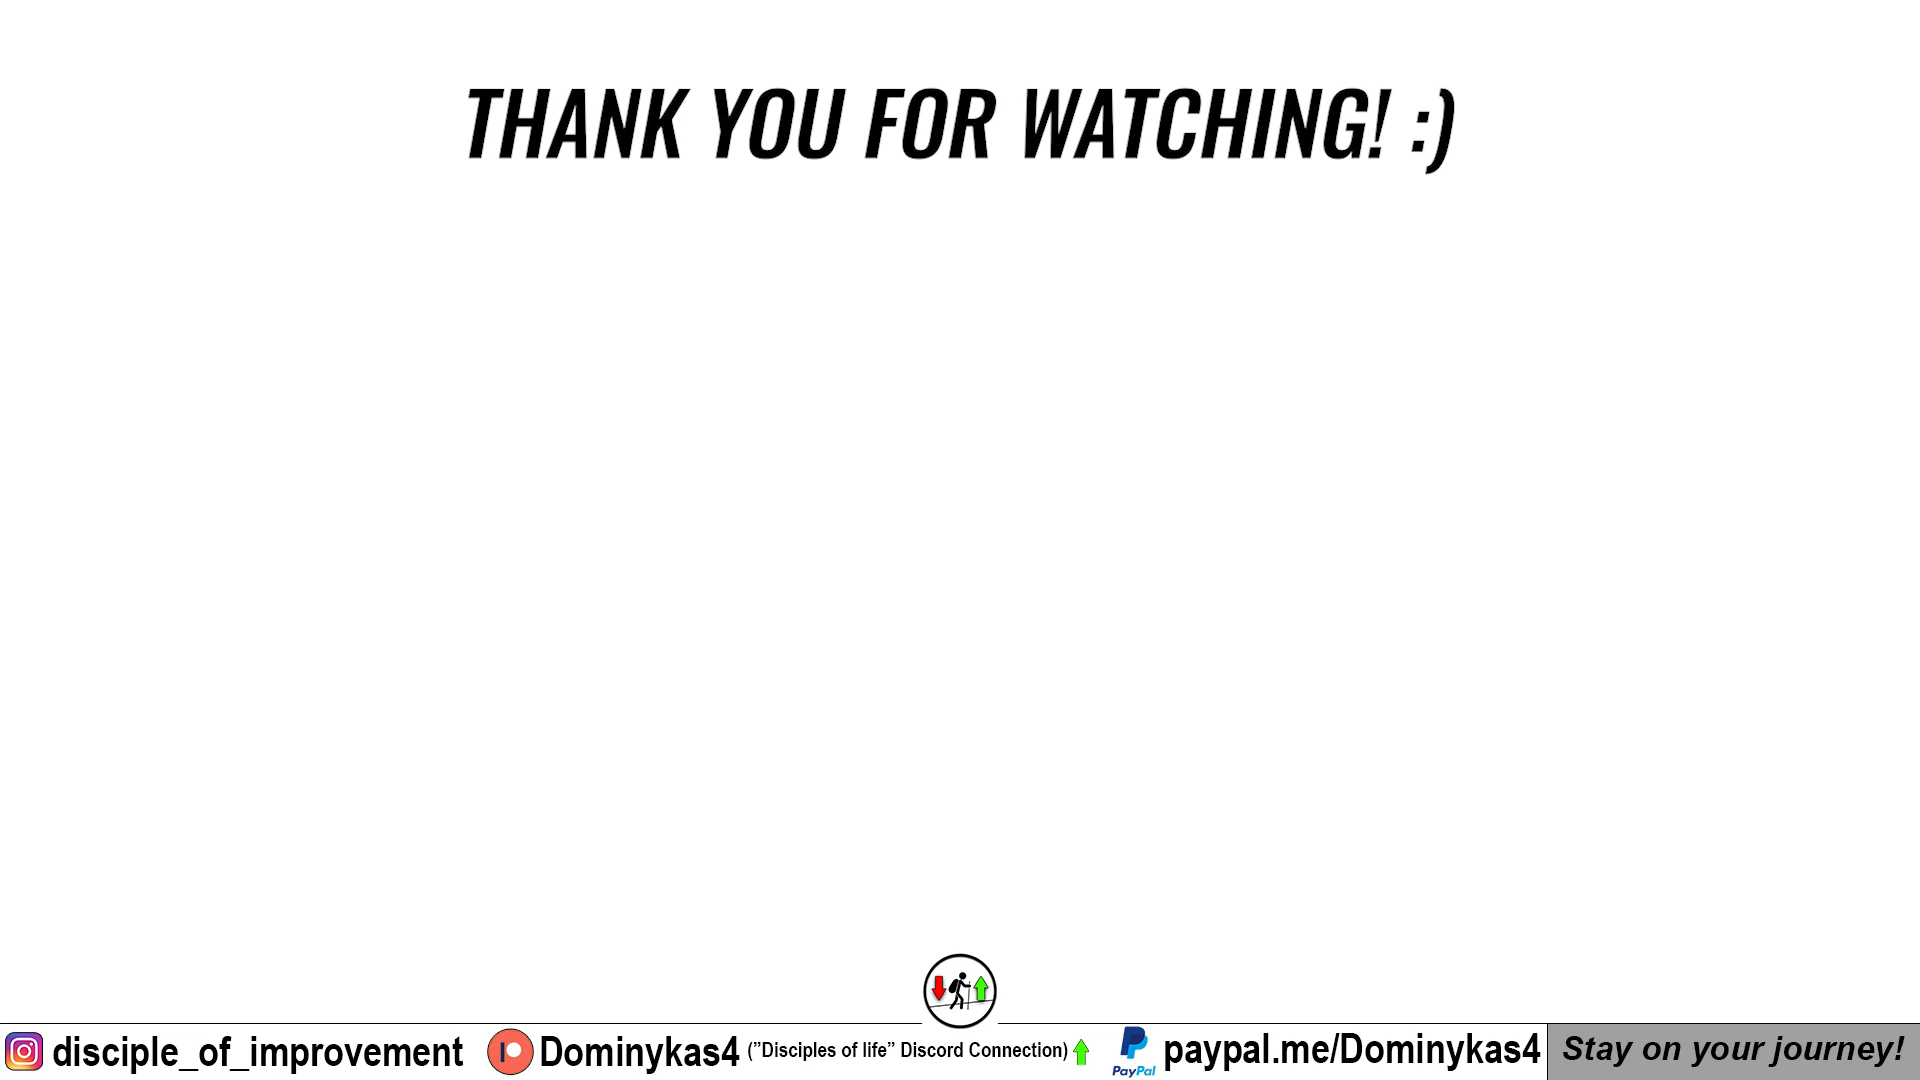 THANK YOU FOR WATCHING! :)
disciple_of_improvement Dominykas4 (”Disciples of life” Discord Connection) PayPal paypal.me/Dominykas4 Stay on your journey!